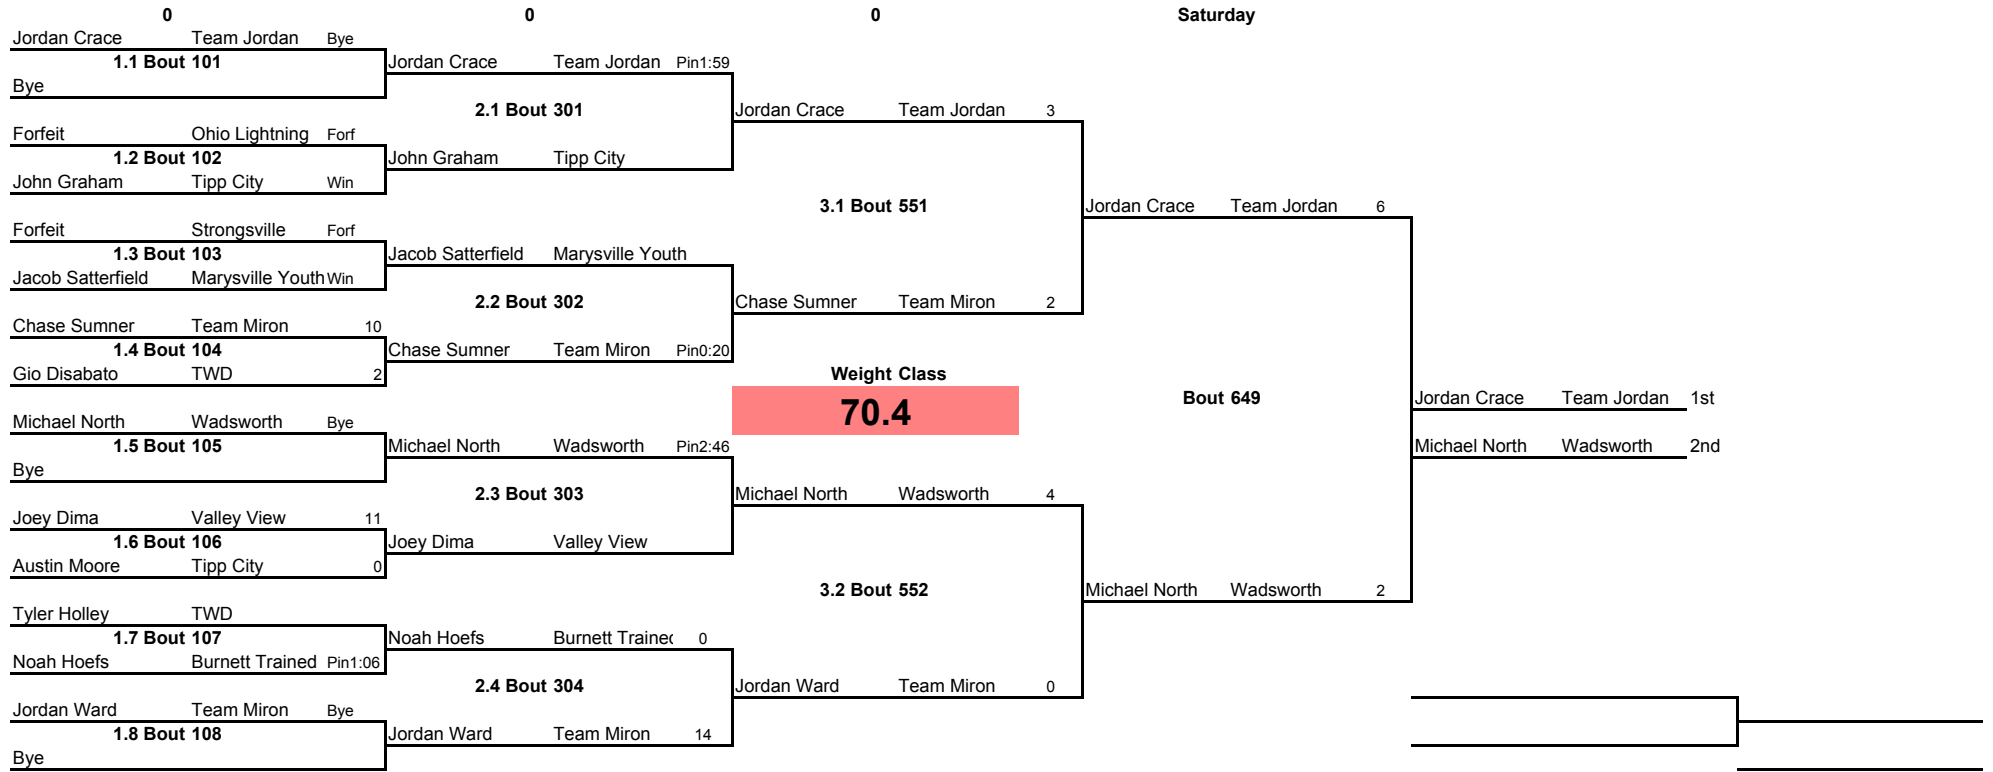 0 0 0 Saturday
Jordan Crace Team Jordan Bye
1.1 Bout 101 Jordan Crace Team Jordan Pin1:59
Bye
2.1 Bout 301 Jordan Crace Team Jordan 3
Forfeit Ohio Lightning Forf
1.2 Bout 102 John Graham Tipp City
John Graham Tipp City Win
3.1 Bout 551 Jordan Crace Team Jordan 6
Forfeit Strongsville Forf
1.3 Bout 103 Jacob Satterfield Marysville Youth
Jacob Satterfield Marysville Youth Win
2.2 Bout 302 Chase Sumner Team Miron 2
Chase Sumner Team Miron 10
1.4 Bout 104 Chase Sumner Team Miron Pin0:20
Gio Disabato TWD 2 Weight Class
70.4 Bout 649 Jordan Crace Team Jordan 1st
Michael North Wadsworth Bye
1.5 Bout 105 Michael North Wadsworth Pin2:46 Michael North Wadsworth 2nd
Bye
2.3 Bout 303 Michael North Wadsworth 4
Joey Dima Valley View 11
1.6 Bout 106 Joey Dima Valley View
Austin Moore Tipp City 0
3.2 Bout 552 Michael North Wadsworth 2
Tyler Holley TWD
1.7 Bout 107 Noah Hoefs Burnett Trained 0
Noah Hoefs Burnett Trained Pin1:06
2.4 Bout 304 Jordan Ward Team Miron 0
Jordan Ward Team Miron Bye
1.8 Bout 108 Jordan Ward Team Miron 14
Bye